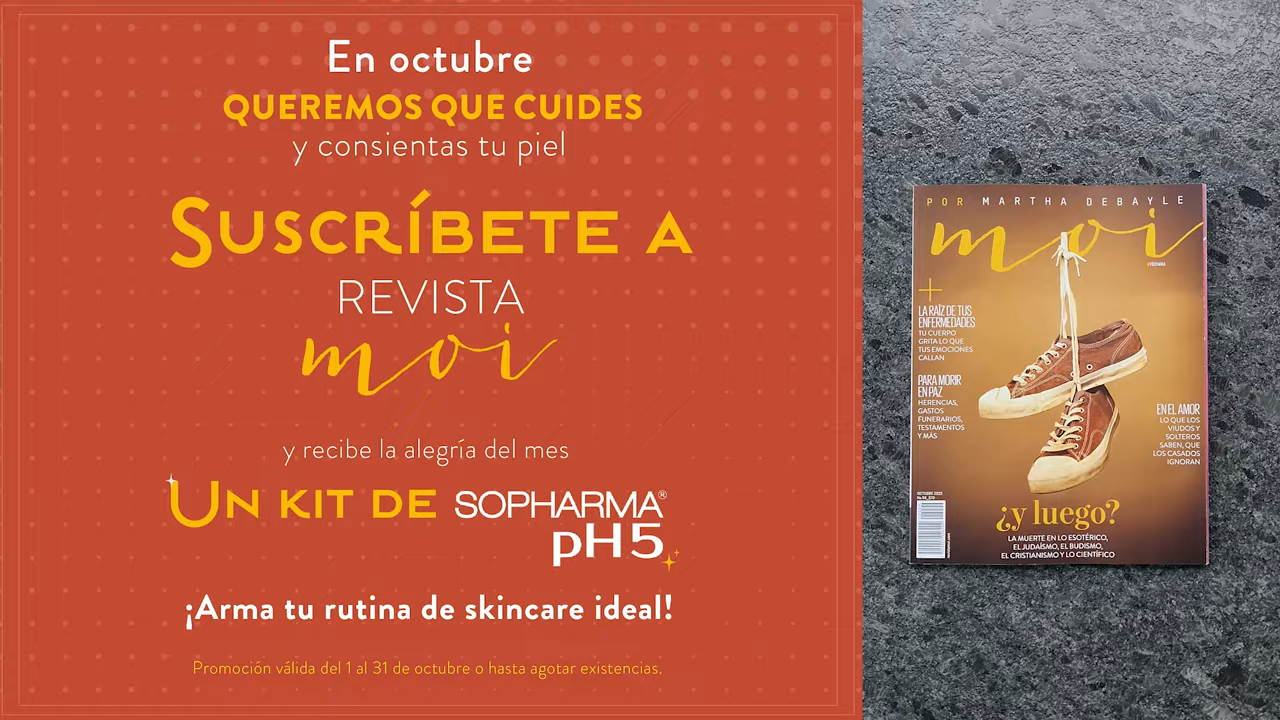 En octubre
QUEREMOS QUE CUIDES
y consientas tu piel
SUSCRÍBETE A
REVISTA
moi
y recibe la alegría del mes
UN KIT DE SOPHARMA®
pH5
¡Arma tu rutina de skincare ideal!
Promoción válida del 1 al 31 de octubre o hasta agotar existencias.
POR MARTHA DEBAYLE
moi
+
LA RAÍZ DE TUS
ENFERMEDADES
TU CUERPO
GRITA LO QUE
TUS EMOCIONES
CALLAN
PARA MORIR
EN PAZ
HERENCIAS,
GASTOS
FUNERARIOS,
TESTAMENTOS
Y MÁS
EN EL AMOR
LO QUE LOS
VIUDOS Y
SOLTEROS
SABEN, QUE
LOS CASADOS
IGNORAN
¿y luego?
LA MUERTE EN LO ESOTÉRICO,
EL JUDAÍSMO, EL BUDISMO,
EL CRISTIANISMO Y LO CIENTÍFICO